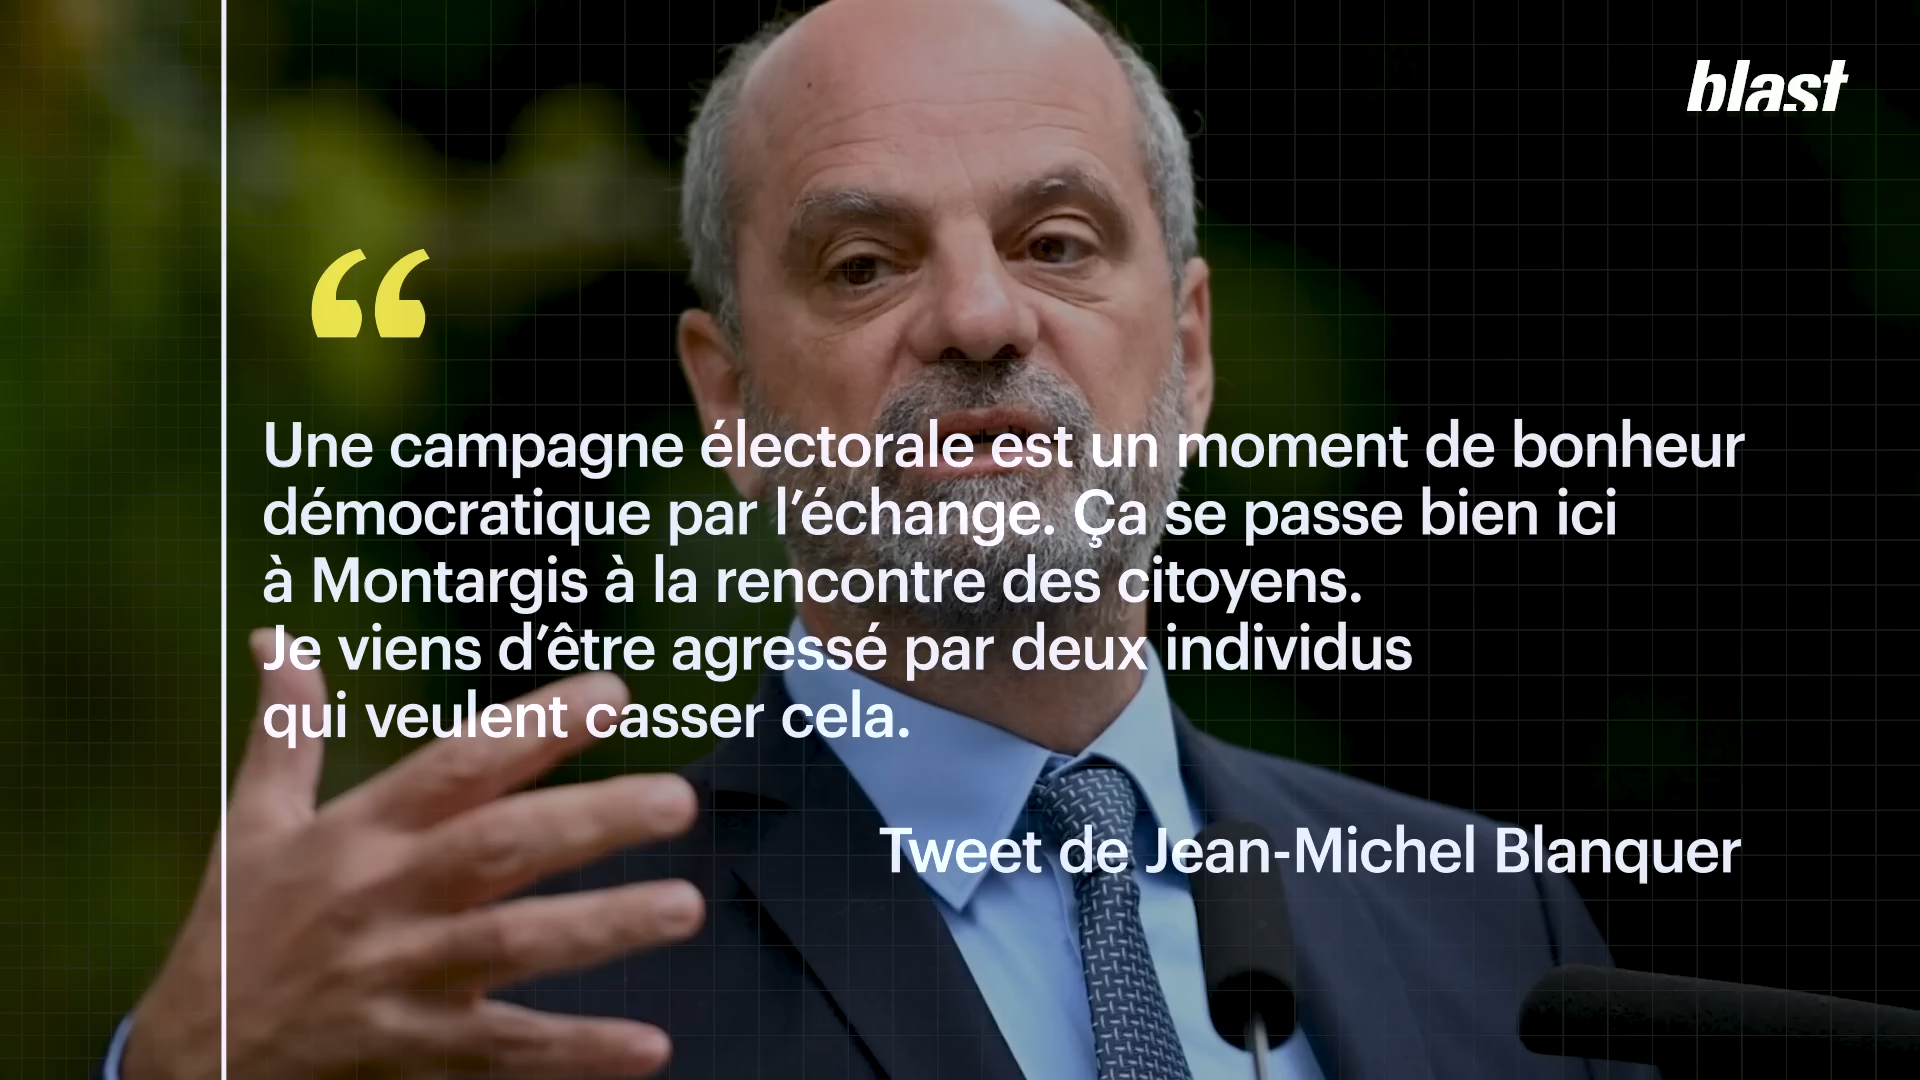 blast
“
Une campagne électorale est un moment de bonheur
démocratique par l’échange. Ça se passe bien ici
à Montargis à la rencontre des citoyens.
Je viens d’être agressé par deux individus
qui veulent casser cela.
Tweet de Jean-Michel Blanquer